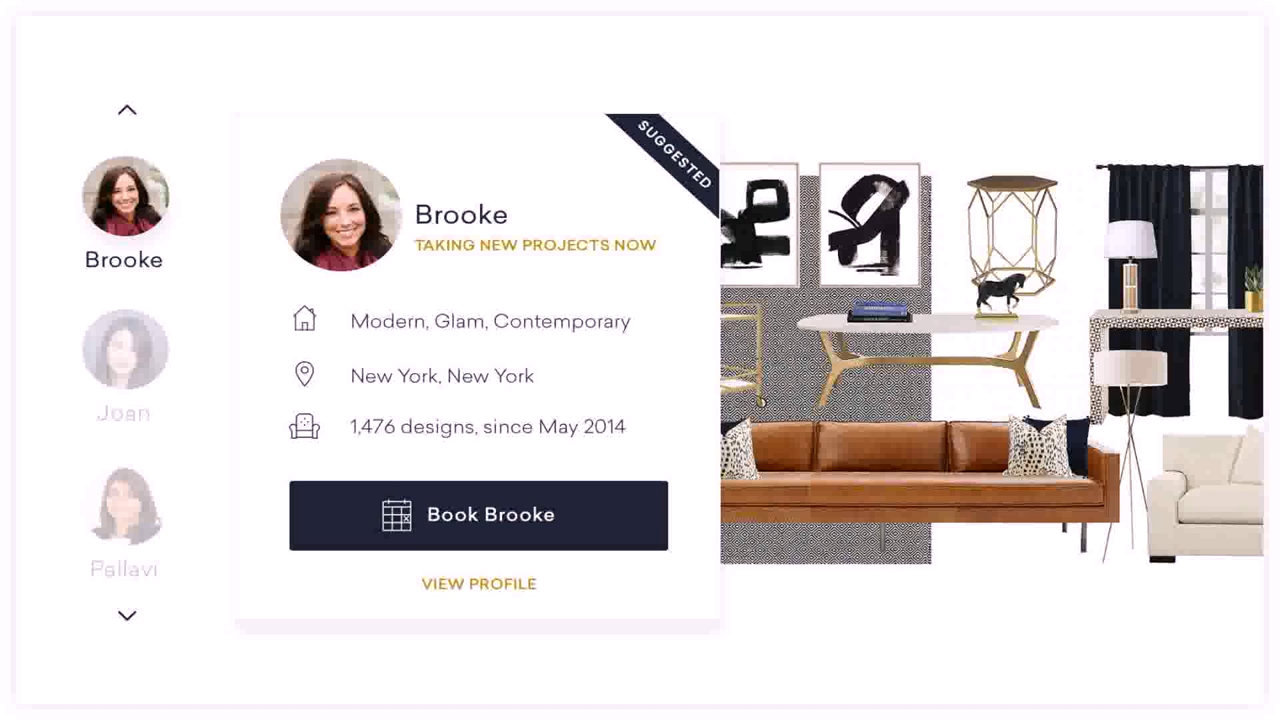 Brooke
Joan
Pallavi
SUGGESTED
Brooke
TAKING NEW PROJECTS NOW
Modern, Glam, Contemporary
New York, New York
1,476 designs, since May 2014
Book Brooke
VIEW PROFILE